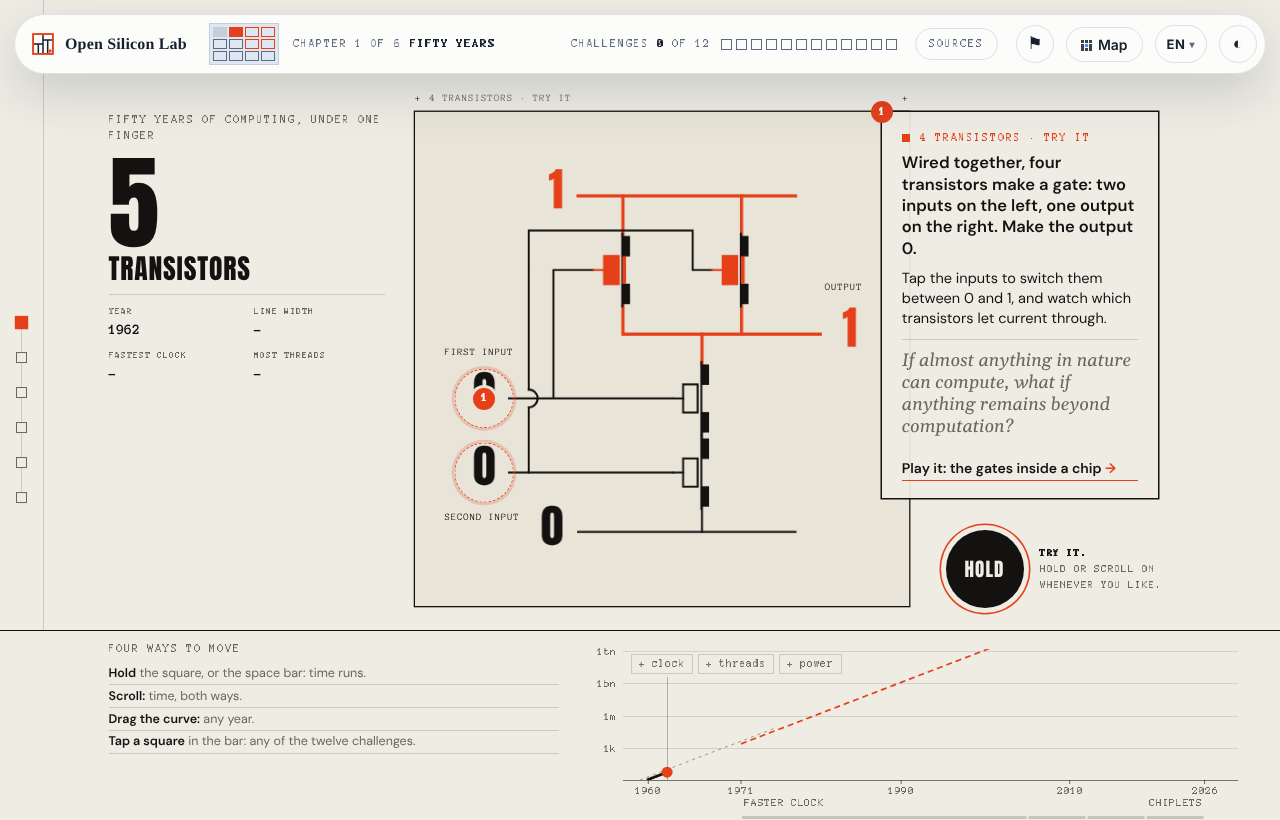 Open Silicon Lab
CHAPTER 1 OF 6 FIFTY YEARS
CHALLENGES 0 OF 12
SOURCES
Map
EN
+ 4 TRANSISTORS · TRY IT
+
FIFTY YEARS OF COMPUTING, UNDER ONE
FINGER
5
TRANSISTORS
YEAR
LINE WIDTH
1962
–
FASTEST CLOCK
MOST THREADS
–
–
1
OUTPUT
1
FIRST INPUT
1
0
SECOND INPUT
0
1
4 TRANSISTORS · TRY IT
Wired together, four
transistors make a gate: two
inputs on the left, one output
on the right. Make the output
0.
Tap the inputs to switch them
between 0 and 1, and watch which
transistors let current through.
If almost anything in nature
can compute, what if
anything remains beyond
computation?
Play it: the gates inside a chip →
HOLD
TRY IT.
HOLD OR SCROLL ON
WHENEVER YOU LIKE.
FOUR WAYS TO MOVE
Hold the square, or the space bar: time runs.
Scroll: time, both ways.
Drag the curve: any year.
Tap a square in the bar: any of the twelve challenges.
+ clock
+ threads
+ power
1tn
1bn
1m
1k
1960
1971
1990
2010
2026
FASTER CLOCK
CHIPLETS